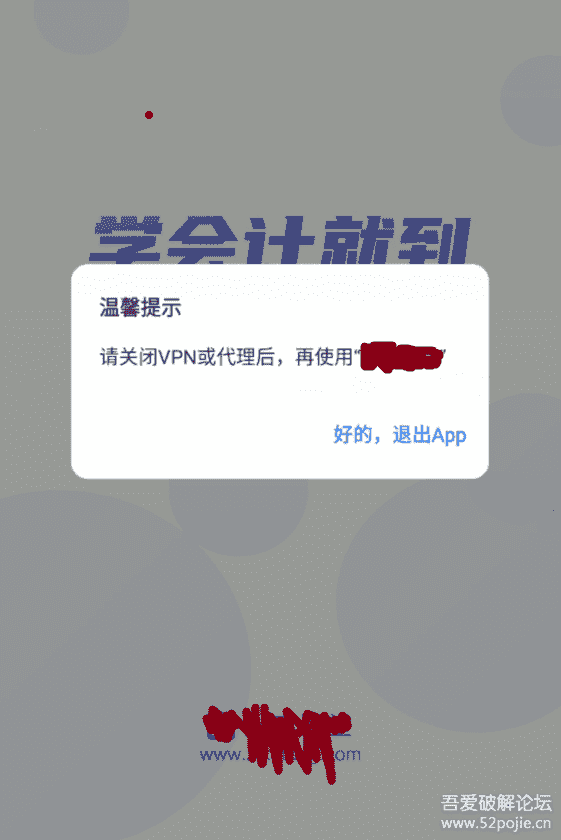 学会计就到
温馨提示
请关闭VPN或代理后，再使用“ ”
好的，退出App
www. om
吾爱破解论坛
www.52pojie.cn